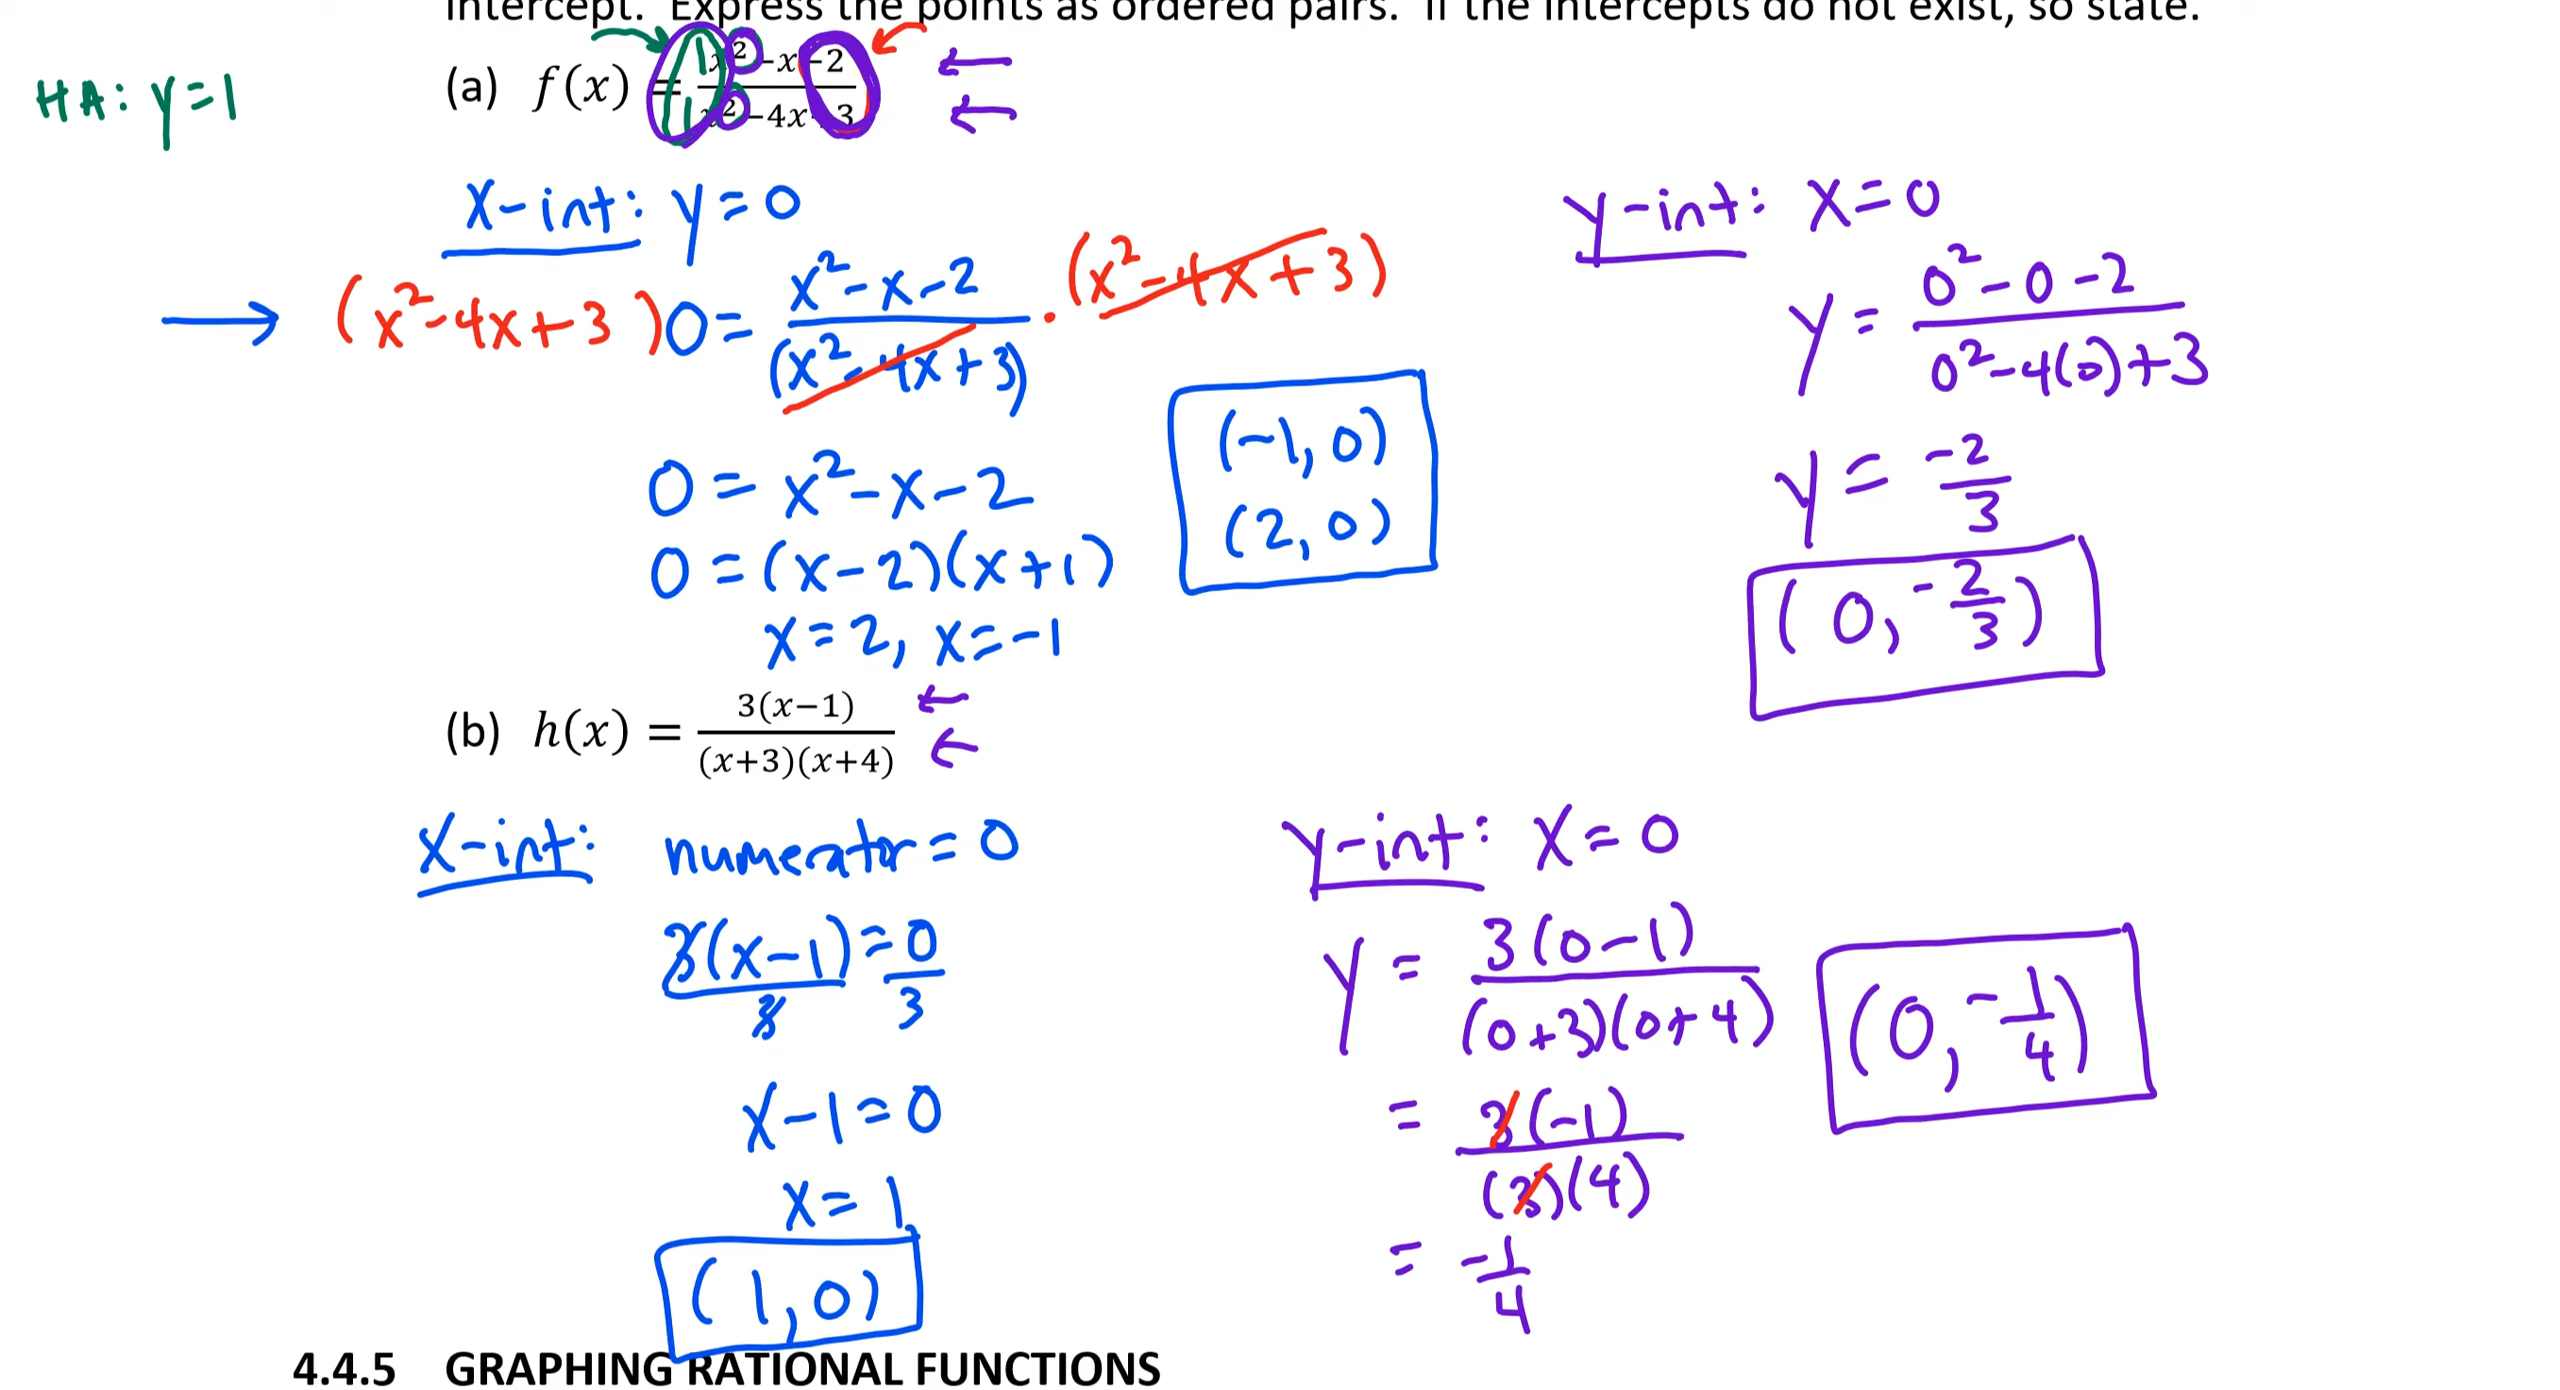 intercept. Express the points as ordered pairs. If the intercepts do not exist, so state.
HA: y=1
(a) f(x) = (1x²-x-2)/(1x²-4x+3)
x-int: y=0
(x²-4x+3)0 = (x²-x-2)/(x²-4x+3) · (x²-4x+3)
0 = x²-x-2
0 = (x-2)(x+1)
x=2, x=-1
(-1,0)
(2,0)
y-int: x=0
y = (0²-0-2)/(0²-4(0)+3)
y = -2/3
(0, -2/3)
(b) h(x) = 3(x−1)/((x+3)(x+4))
x-int: numerator=0
3(x-1)/3 = 0/3
x-1=0
x=1
(1,0)
y-int: x=0
y = 3(0-1)/((0+3)(0+4))
= 3(-1)/((3)(4))
= -1/4
(0, -1/4)
4.4.5 GRAPHING RATIONAL FUNCTIONS